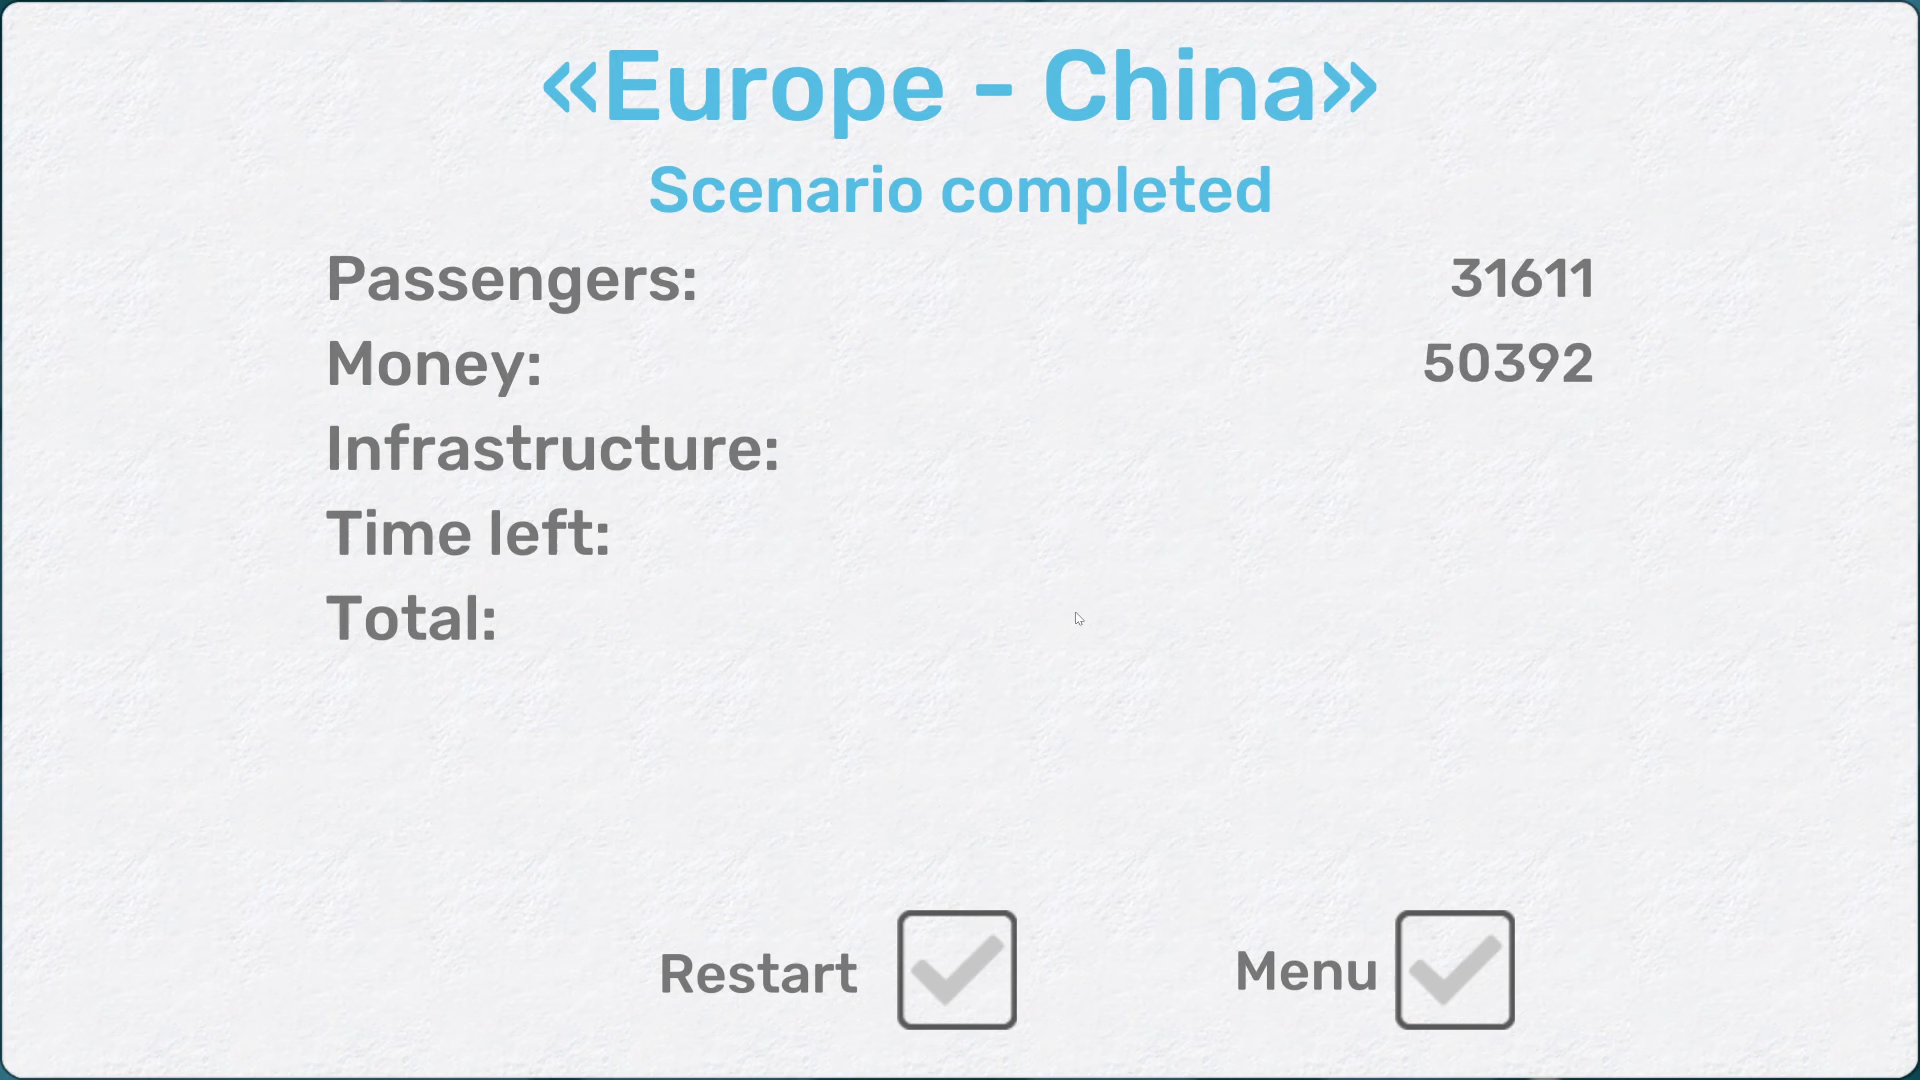 «Europe - China»
Scenario completed
Passengers: 31611
Money: 50392
Infrastructure:
Time left:
Total:
Restart Menu